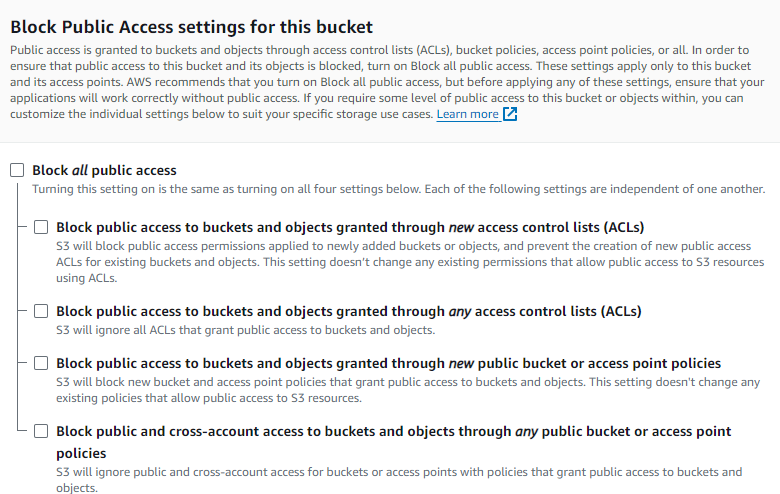 Block Public Access settings for this bucket
Public access is granted to buckets and objects through access control lists (ACLs), bucket policies, access point policies, or all. In order to
ensure that public access to this bucket and its objects is blocked, turn on Block all public access. These settings apply only to this bucket
and its access points. AWS recommends that you turn on Block all public access, but before applying any of these settings, ensure that your
applications will work correctly without public access. If you require some level of public access to this bucket or objects within, you can
customize the individual settings below to suit your specific storage use cases. Learn more
Block all public access
Turning this setting on is the same as turning on all four settings below. Each of the following settings are independent of one another.
Block public access to buckets and objects granted through new access control lists (ACLs)
S3 will block public access permissions applied to newly added buckets or objects, and prevent the creation of new public access
ACLs for existing buckets and objects. This setting doesn't change any existing permissions that allow public access to S3 resources
using ACLs.
Block public access to buckets and objects granted through any access control lists (ACLs)
S3 will ignore all ACLs that grant public access to buckets and objects.
Block public access to buckets and objects granted through new public bucket or access point policies
S3 will block new bucket and access point policies that grant public access to buckets and objects. This setting doesn't change any
existing policies that allow public access to S3 resources.
Block public and cross-account access to buckets and objects through any public bucket or access point
policies
S3 will ignore public and cross-account access for buckets or access points with policies that grant public access to buckets and
objects.